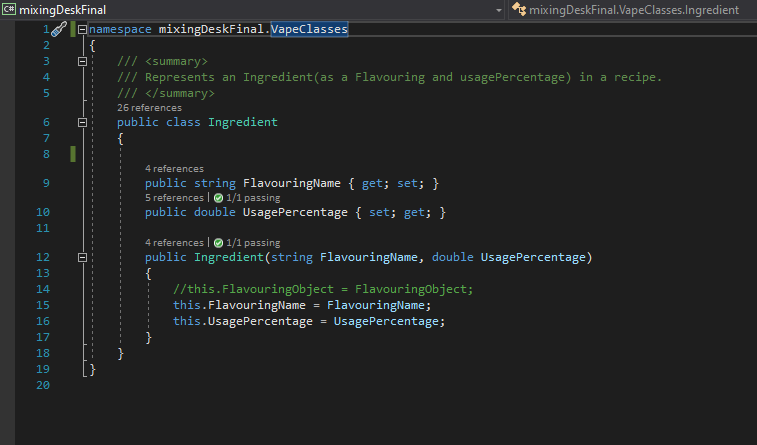 C# mixingDeskFinal mixingDeskFinal.VapeClasses.Ingredient
1 namespace mixingDeskFinal.VapeClasses
2 {
3 /// <summary>
4 /// Represents an Ingredient(as a Flavouring and usagePercentage) in a recipe.
5 /// </summary>
26 references
6 public class Ingredient
7 {
8
4 references
9 public string FlavouringName { get; set; }
5 references | 1/1 passing
10 public double UsagePercentage { set; get; }
11
4 references | 1/1 passing
12 public Ingredient(string FlavouringName, double UsagePercentage)
13 {
14 //this.FlavouringObject = FlavouringObject;
15 this.FlavouringName = FlavouringName;
16 this.UsagePercentage = UsagePercentage;
17 }
18 }
19 }
20